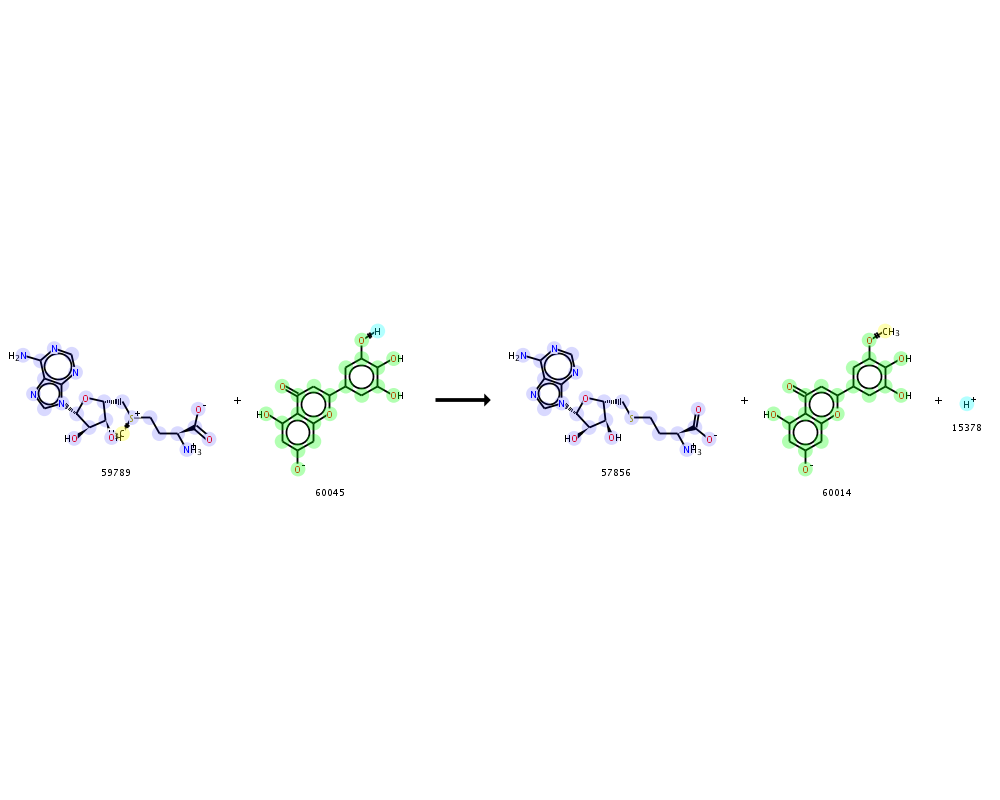 H₂N N N N N O HO OH S⁺ C O⁻ O NH₃⁺
59789
+
H O OH OH O O HO O⁻
60045
H₂N N N N N O HO OH S O O⁻ NH₃⁺
57856
+
CH₃ O OH OH O O HO O⁻
60014
+
H⁺
15378